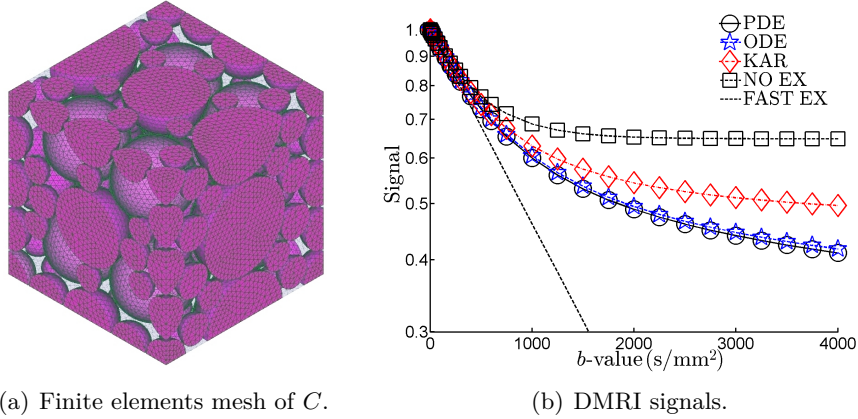 PDE
ODE
KAR
NO EX
FAST EX
1.
0.9
0.8
0.7
0.6
0.5
0.4
0.3
Signal
0 1000 2000 3000 4000
b-value(s/mm²)
(a) Finite elements mesh of C.
(b) DMRI signals.